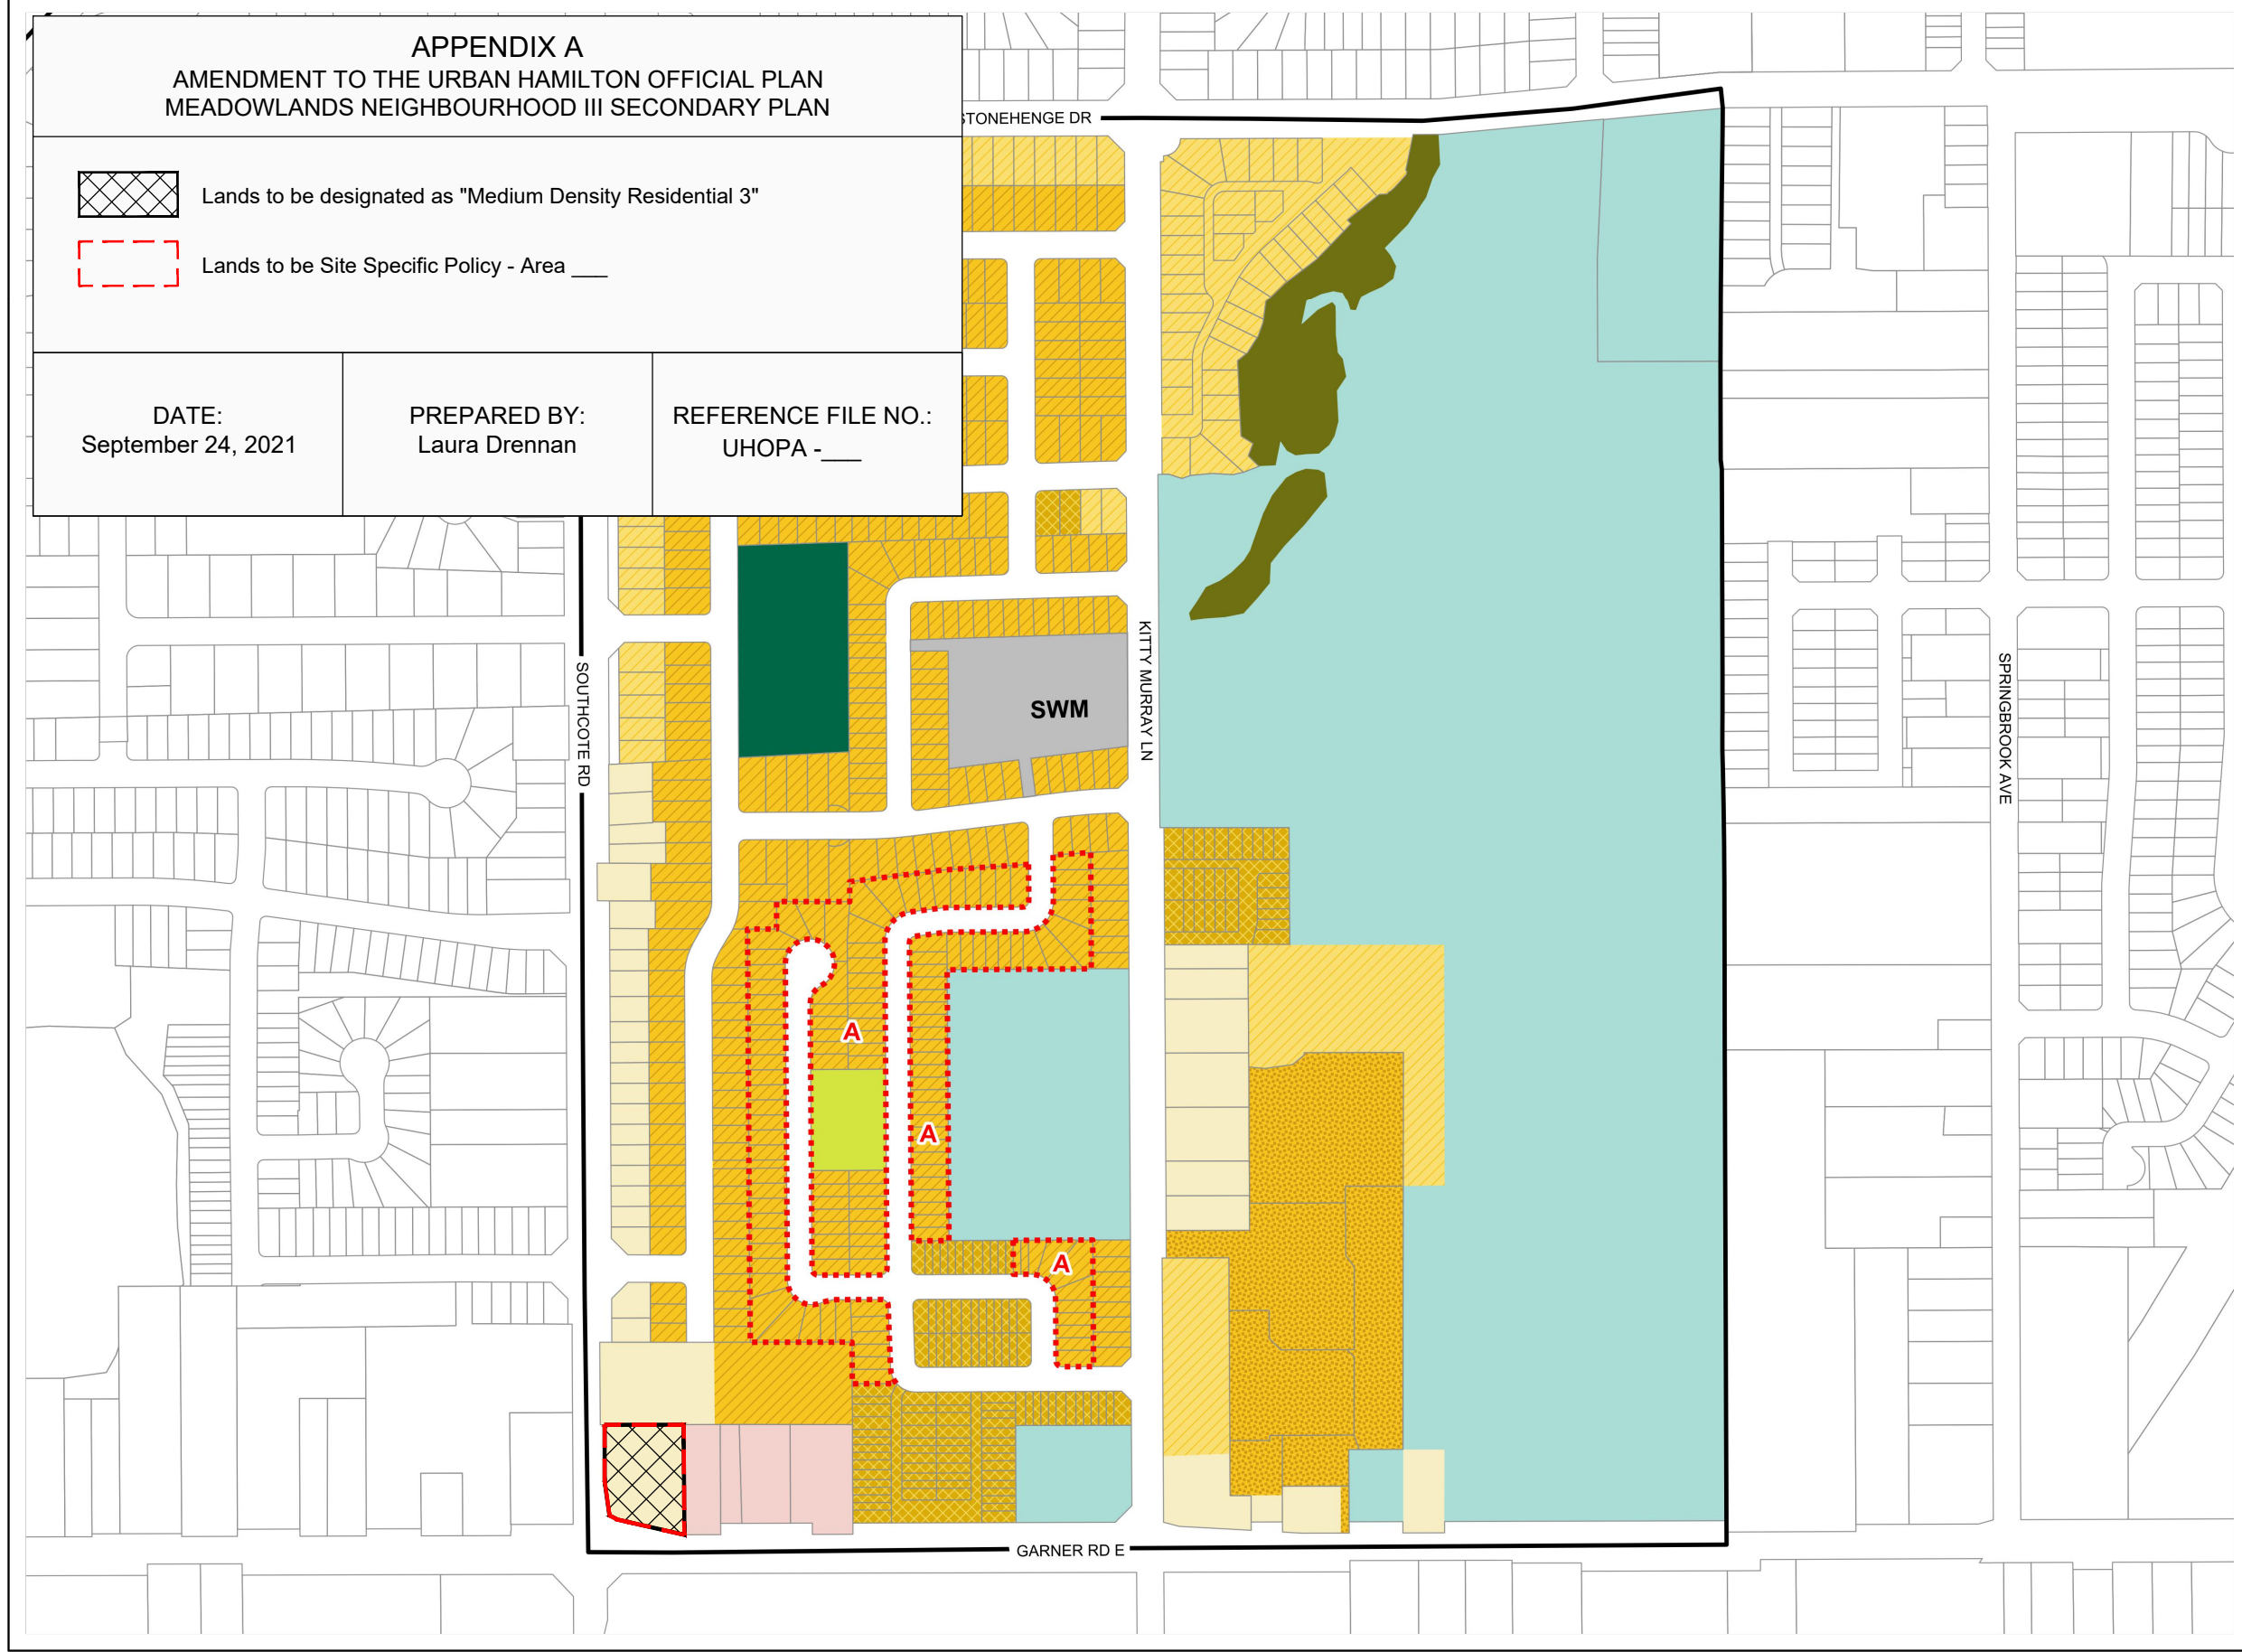 APPENDIX A
AMENDMENT TO THE URBAN HAMILTON OFFICIAL PLAN
MEADOWLANDS NEIGHBOURHOOD III SECONDARY PLAN
Lands to be designated as "Medium Density Residential 3"
Lands to be Site Specific Policy - Area ___
DATE:
September 24, 2021
PREPARED BY:
Laura Drennan
REFERENCE FILE NO.:
UHOPA -___
STONEHENGE DR
SOUTHCOTE RD
KITTY MURRAY LN
SPRINGBROOK AVE
SWM
A
A
A
GARNER RD E